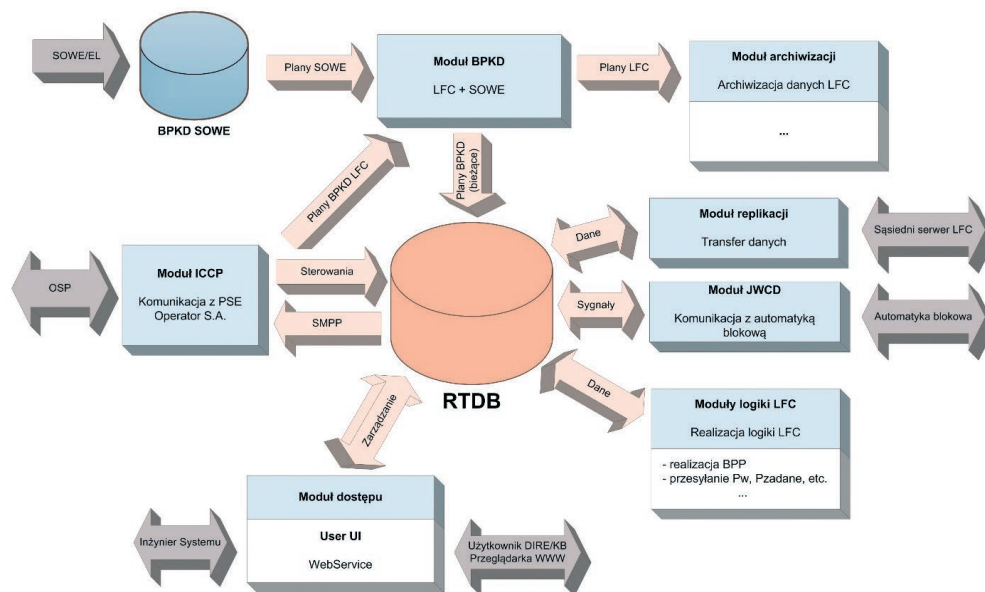 SOWE/EL
BPKD SOWE
Plany SOWE
Moduł BPKD
LFC + SOWE
Plany LFC
Moduł archiwizacji
Archiwizacja danych LFC
...
Plany BPKD LFC
Plany BPKD
(bieżące)
OSP
Moduł ICCP
Komunikacja z PSE
Operator S.A.
Sterowania
SMPP
RTDB
Dane
Moduł replikacji
Transfer danych
Sąsiedni serwer LFC
Sygnały
Moduł JWCD
Komunikacja z automatyką
blokową
Automatyka blokowa
Dane
Moduły logiki LFC
Realizacja logiki LFC
- realizacja BPP
- przesyłanie Pw, Pzadane, etc.
...
Zarządzanie
Moduł dostępu
User UI
WebService
Inżynier Systemu
Użytkownik DIRE/KB
Przeglądarka WWW